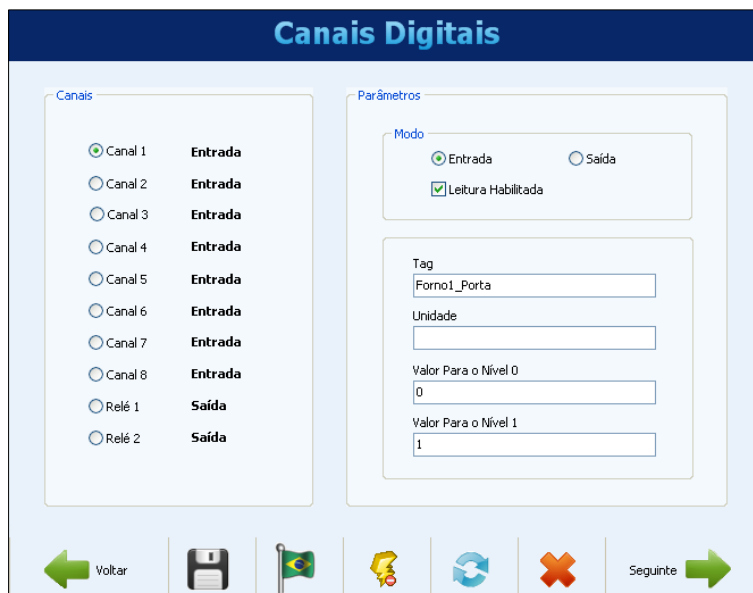 Canais Digitais
Canais
Canal 1 Entrada
Canal 2 Entrada
Canal 3 Entrada
Canal 4 Entrada
Canal 5 Entrada
Canal 6 Entrada
Canal 7 Entrada
Canal 8 Entrada
Relé 1 Saída
Relé 2 Saída
Parâmetros
Modo
Entrada Saída
Leitura Habilitada
Tag
Forno1_Porta
Unidade
Valor Para o Nível 0
0
Valor Para o Nível 1
1
Voltar Seguinte